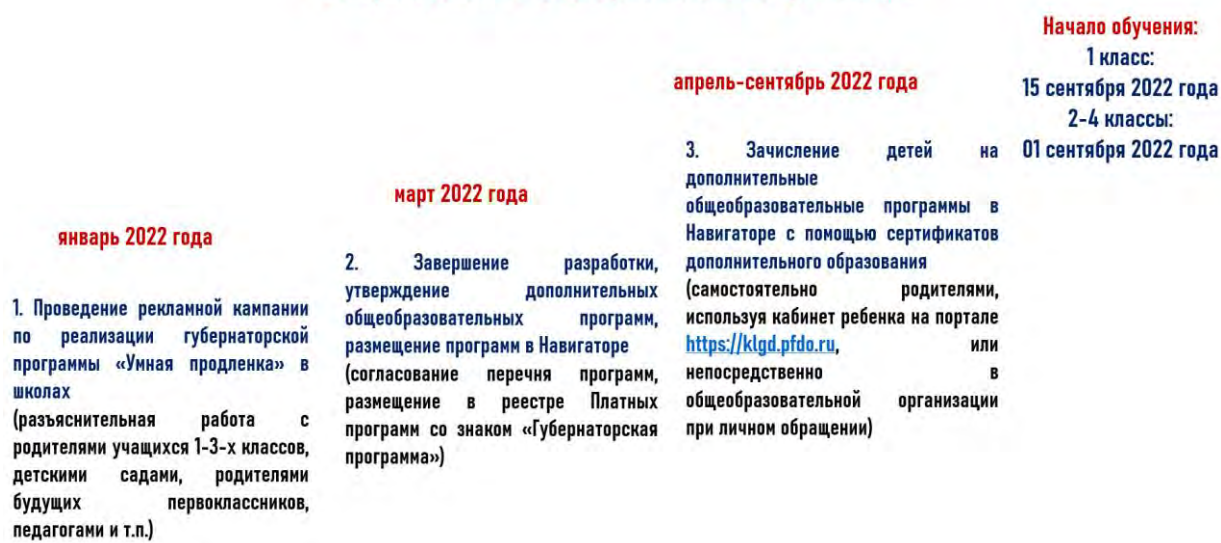 январь 2022 года
1. Проведение рекламной кампании
по реализации губернаторской
программы «Умная продленка» в
школах
(разъяснительная работа с
родителями учащихся 1-3-х классов,
детскими садами, родителями
будущих первоклассников,
педагогами и т.п.)
март 2022 года
2. Завершение разработки,
утверждение дополнительных
общеобразовательных программ,
размещение программ в Навигаторе
(согласование перечня программ,
размещение в реестре Платных
программ со знаком «Губернаторская
программа»)
апрель-сентябрь 2022 года
3. Зачисление детей на
дополнительные
общеобразовательные программы в
Навигаторе с помощью сертификатов
дополнительного образования
(самостоятельно родителями,
используя кабинет ребенка на портале
https://klgd.pfdo.ru, или
непосредственно в
общеобразовательной организации
при личном обращении)
Начало обучения:
1 класс:
15 сентября 2022 года
2-4 классы:
01 сентября 2022 года